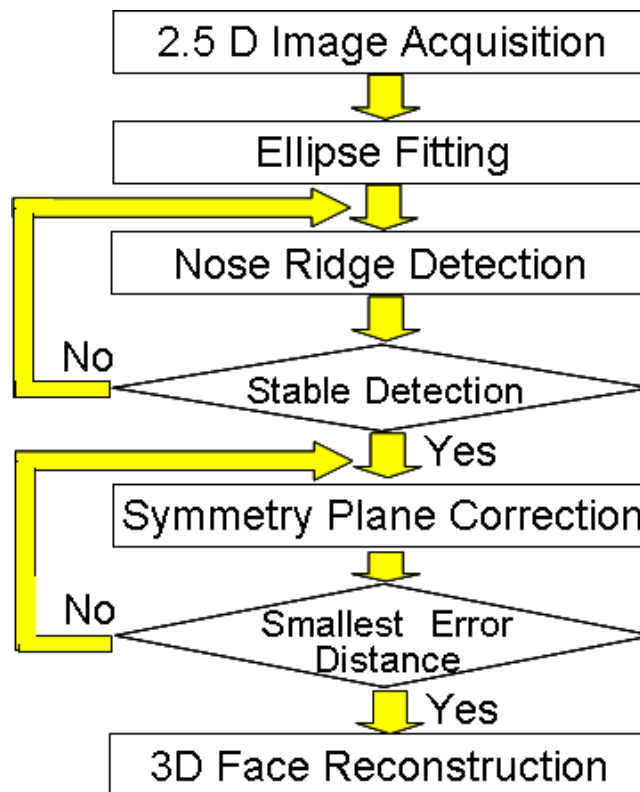 2.5 D Image Acquisition
Ellipse Fitting
Nose Ridge Detection
No
Stable Detection
Yes
Symmetry Plane Correction
No
Smallest Error
Distance
Yes
3D Face Reconstruction